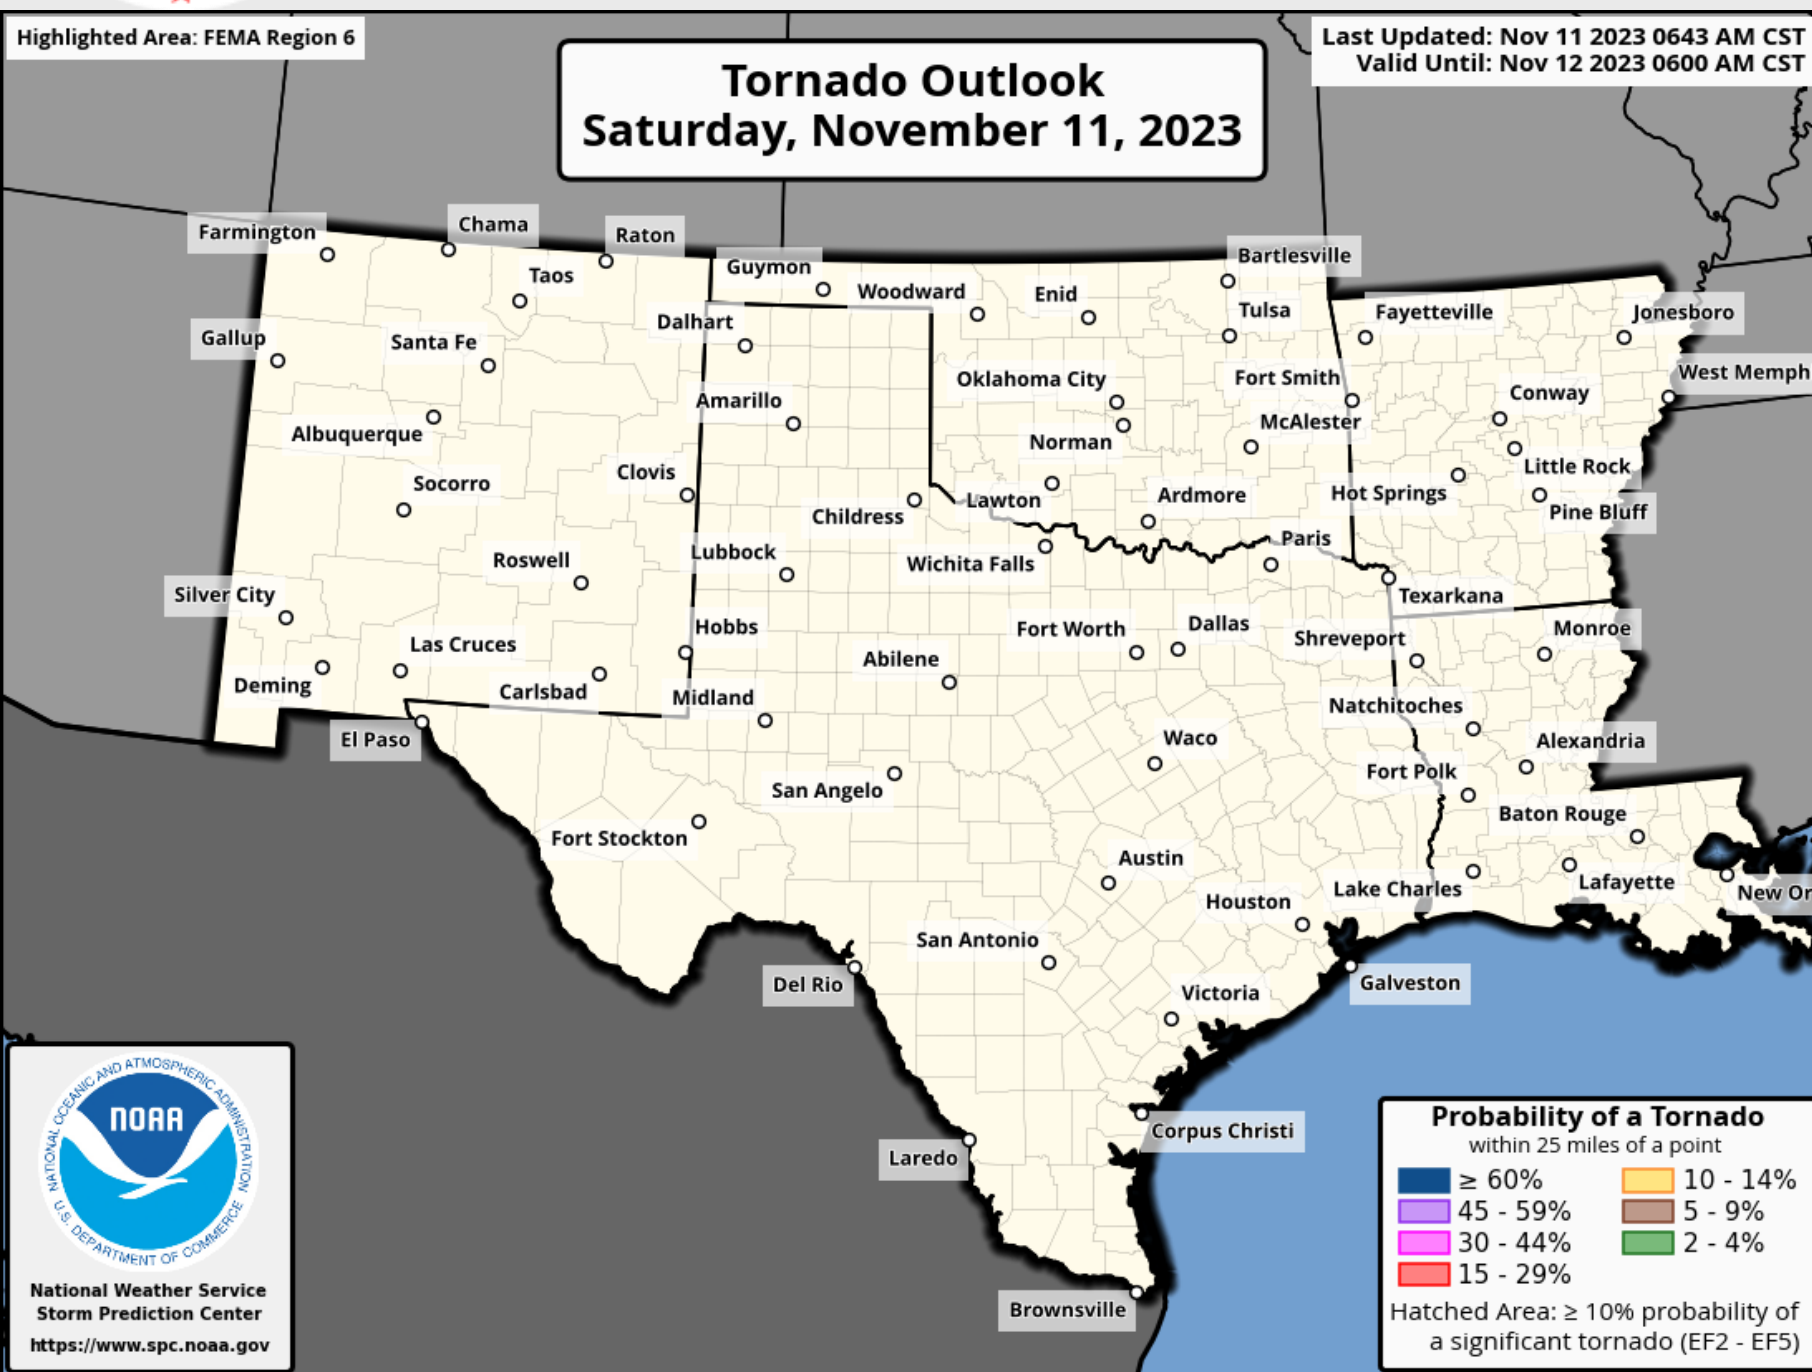 Highlighted Area: FEMA Region 6
Last Updated: Nov 11 2023 0643 AM CST
Valid Until: Nov 12 2023 0600 AM CST
Tornado Outlook
Saturday, November 11, 2023
Farmington
Chama
Raton
Taos
Guymon
Woodward
Enid
Bartlesville
Tulsa
Fayetteville
Jonesboro
Gallup
Santa Fe
Dalhart
Oklahoma City
Fort Smith
West Memph
Conway
Amarillo
Albuquerque
Norman
McAlester
Socorro
Clovis
Little Rock
Lawton
Ardmore
Hot Springs
Childress
Pine Bluff
Paris
Lubbock
Roswell
Wichita Falls
Silver City
Texarkana
Hobbs
Fort Worth
Dallas
Shreveport
Monroe
Las Cruces
Abilene
Deming
Carlsbad
Midland
Natchitoches
El Paso
Waco
Alexandria
Fort Polk
San Angelo
Baton Rouge
Fort Stockton
Austin
Lake Charles
Lafayette
New Or
Houston
San Antonio
Del Rio
Galveston
Victoria
Corpus Christi
Laredo
Brownsville
NATIONAL OCEANIC AND ATMOSPHERIC ADMINISTRATION
NOAA
U.S. DEPARTMENT OF COMMERCE
National Weather Service
Storm Prediction Center
https://www.spc.noaa.gov
Probability of a Tornado
within 25 miles of a point
≥ 60%
10 - 14%
45 - 59%
5 - 9%
30 - 44%
2 - 4%
15 - 29%
Hatched Area: ≥ 10% probability of
a significant tornado (EF2 - EF5)